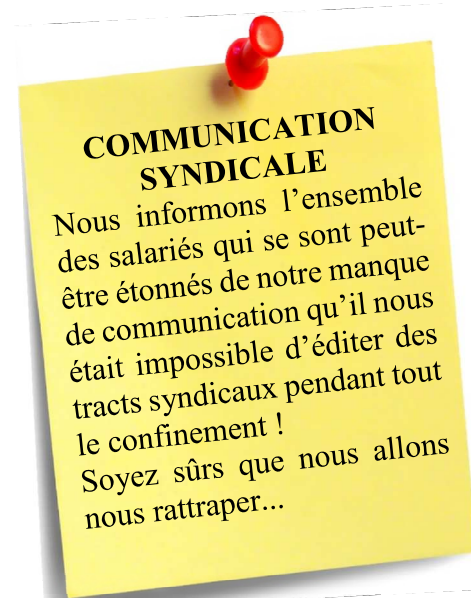 COMMUNICATION
SYNDICALE
Nous informons l’ensemble
des salariés qui se sont peut-
être étonnés de notre manque
de communication qu’il nous
était impossible d’éditer des
tracts syndicaux pendant tout
le confinement !
Soyez sûrs que nous allons
nous rattraper...